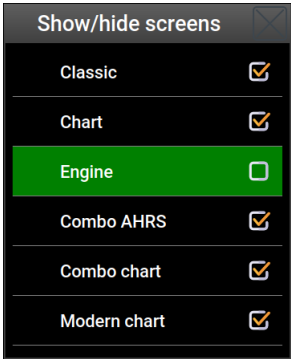 Show/hide screens
Classic
Chart
Engine
Combo AHRS
Combo chart
Modern chart